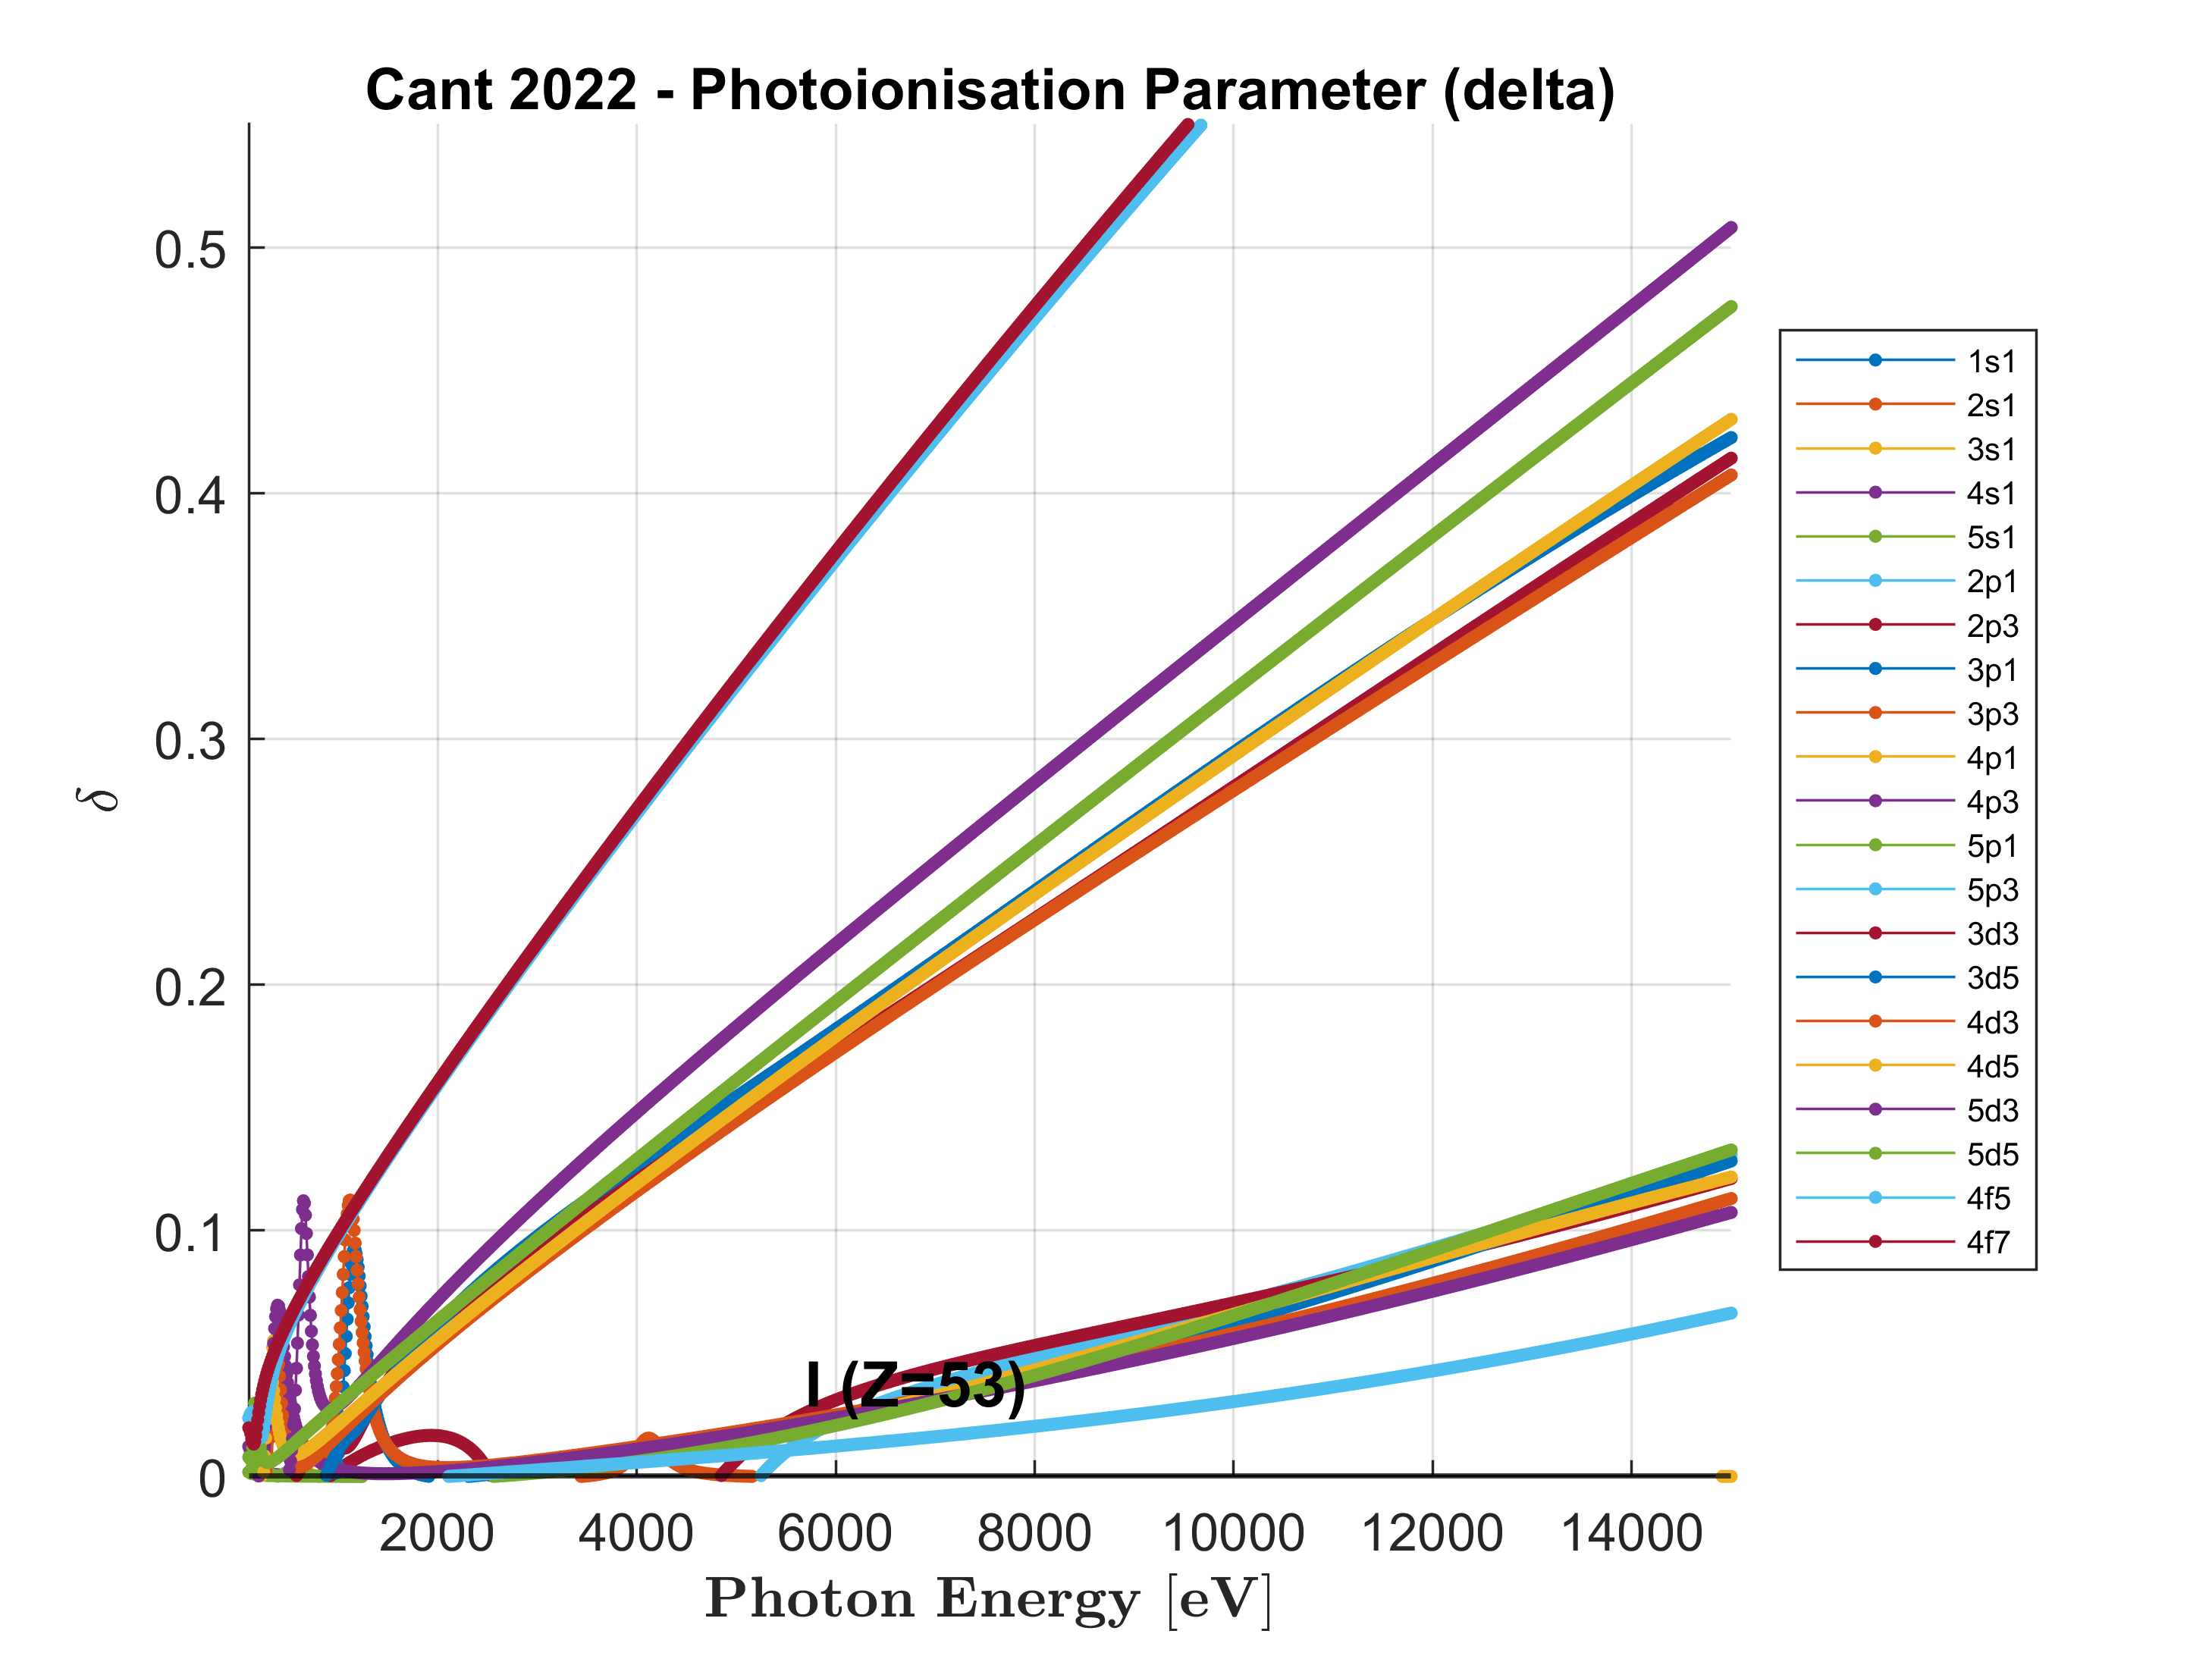 Cant 2022 - Photoionisation Parameter (delta)
0.5
0.4
0.3
0.2
0.1
0
δ
I (Z=53)
2000 4000 6000 8000 10000 12000 14000
Photon Energy [eV]
1s1
2s1
3s1
4s1
5s1
2p1
2p3
3p1
3p3
4p1
4p3
5p1
5p3
3d3
3d5
4d3
4d5
5d3
5d5
4f5
4f7